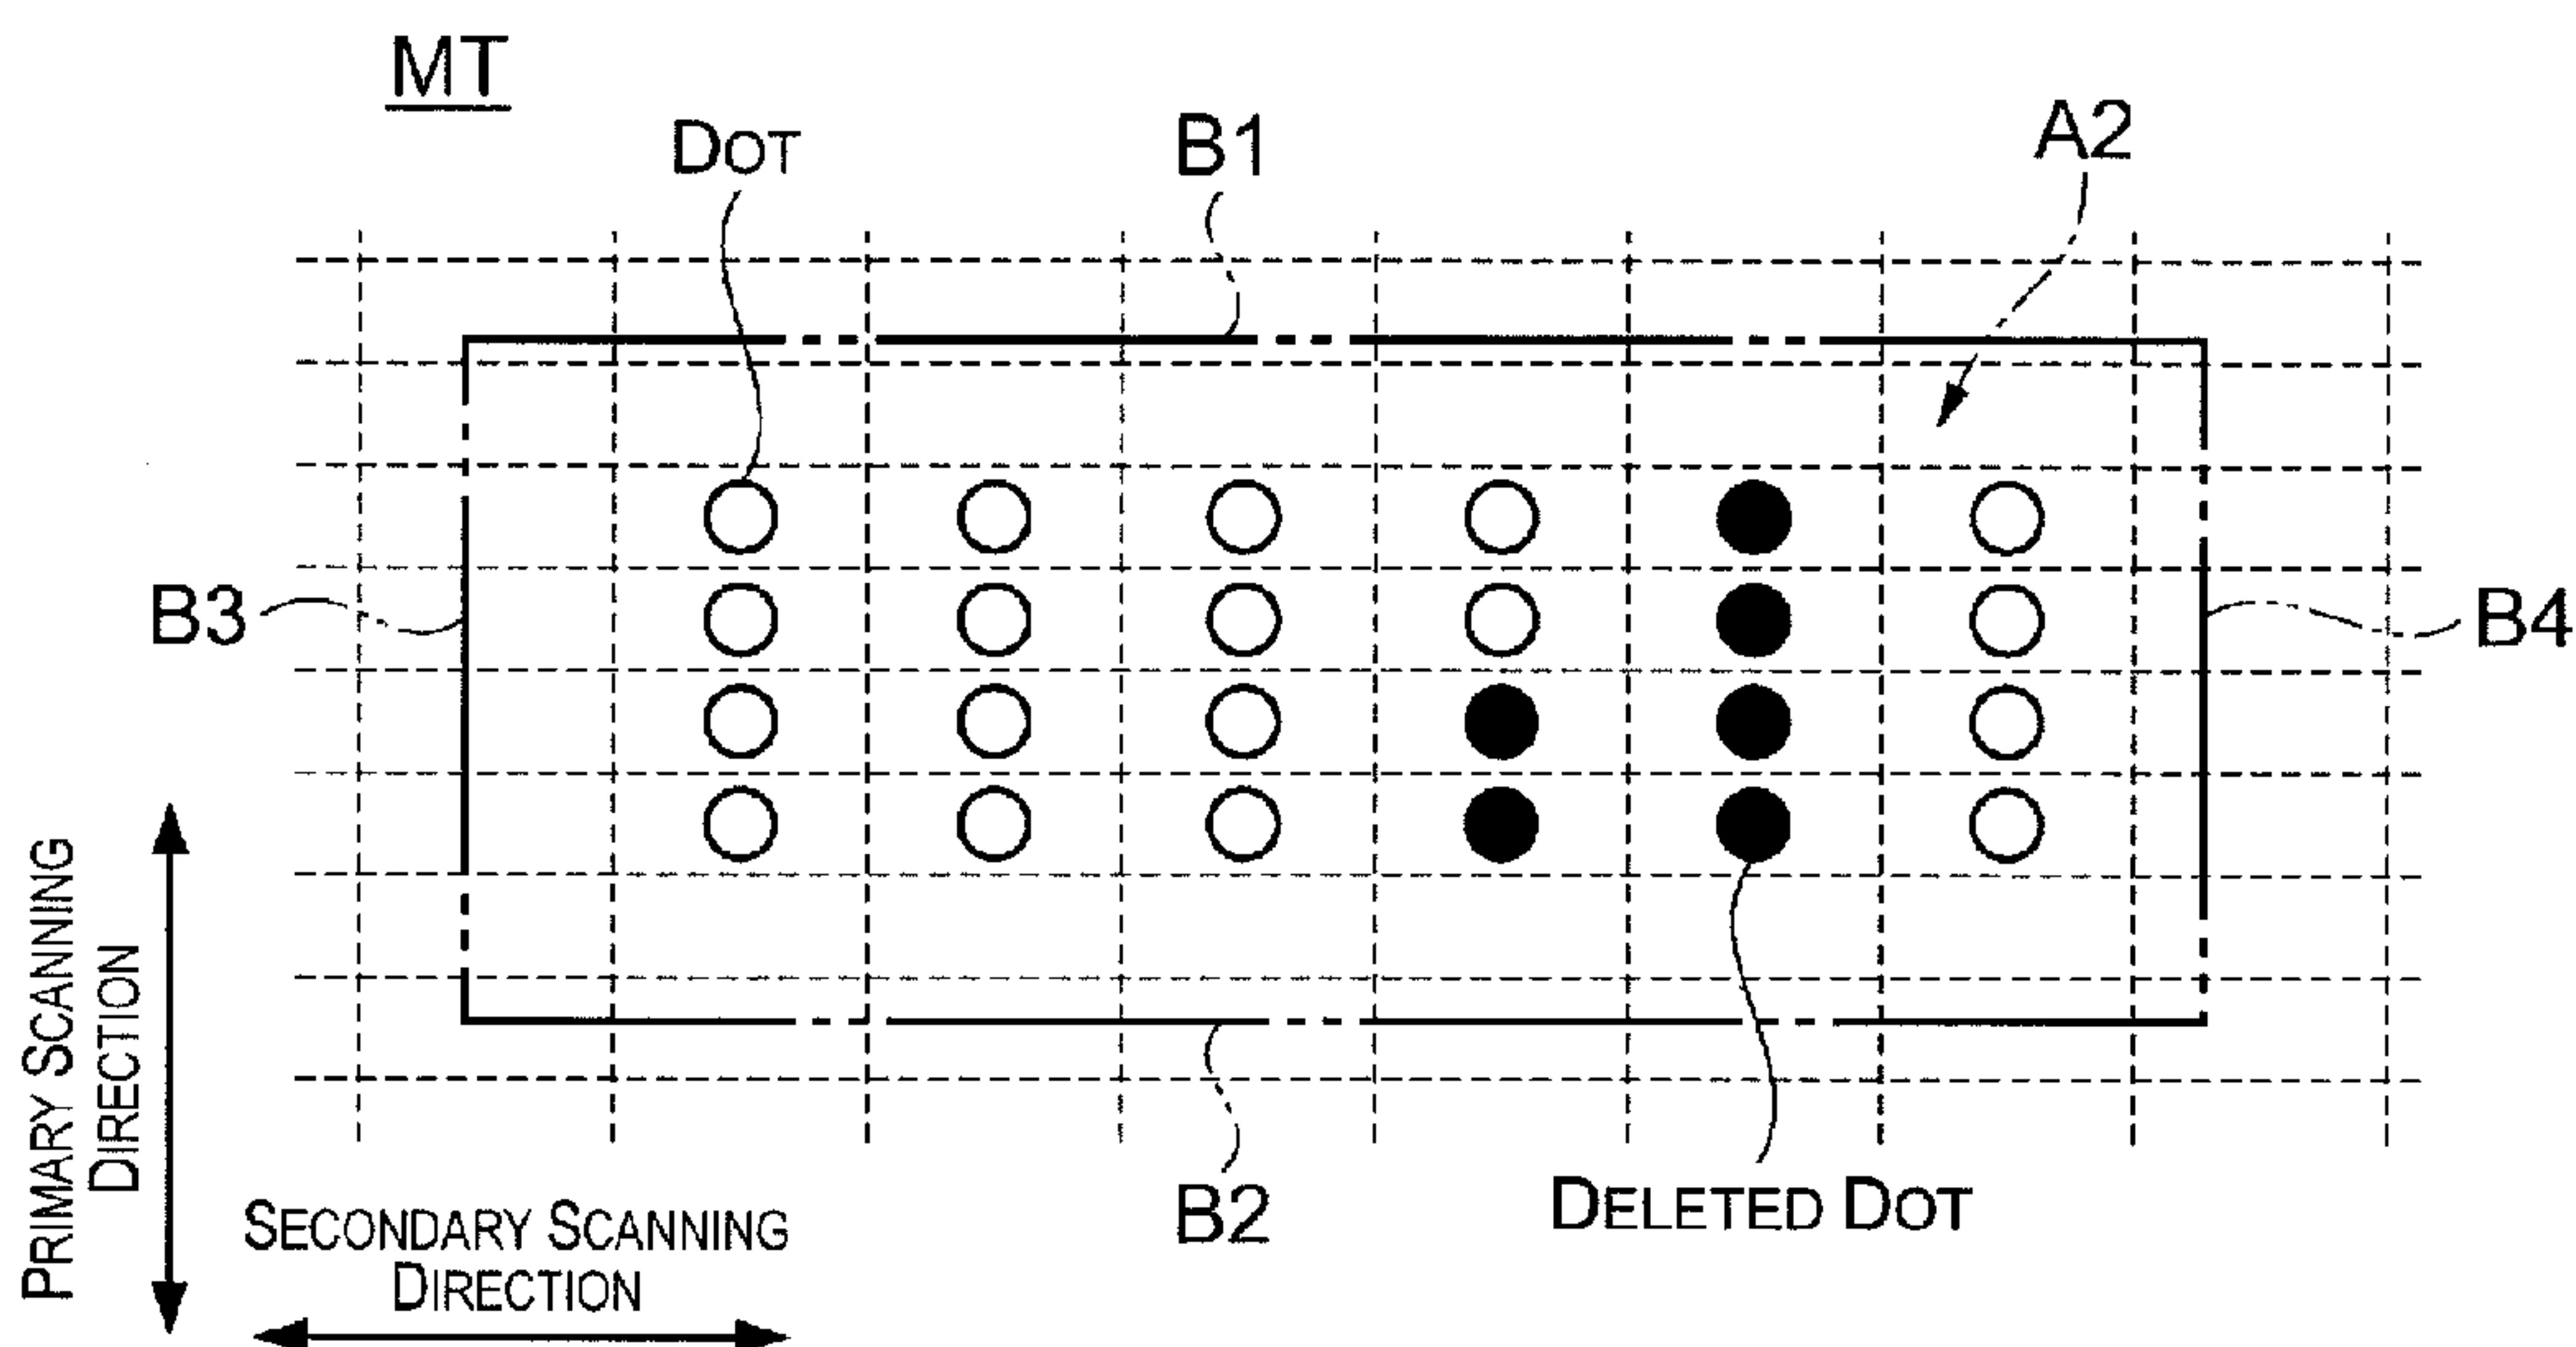 MT
DOT
B1
A2
B3
B4
PRIMARY SCANNING
DIRECTION
SECONDARY SCANNING
DIRECTION
B2
DELETED DOT